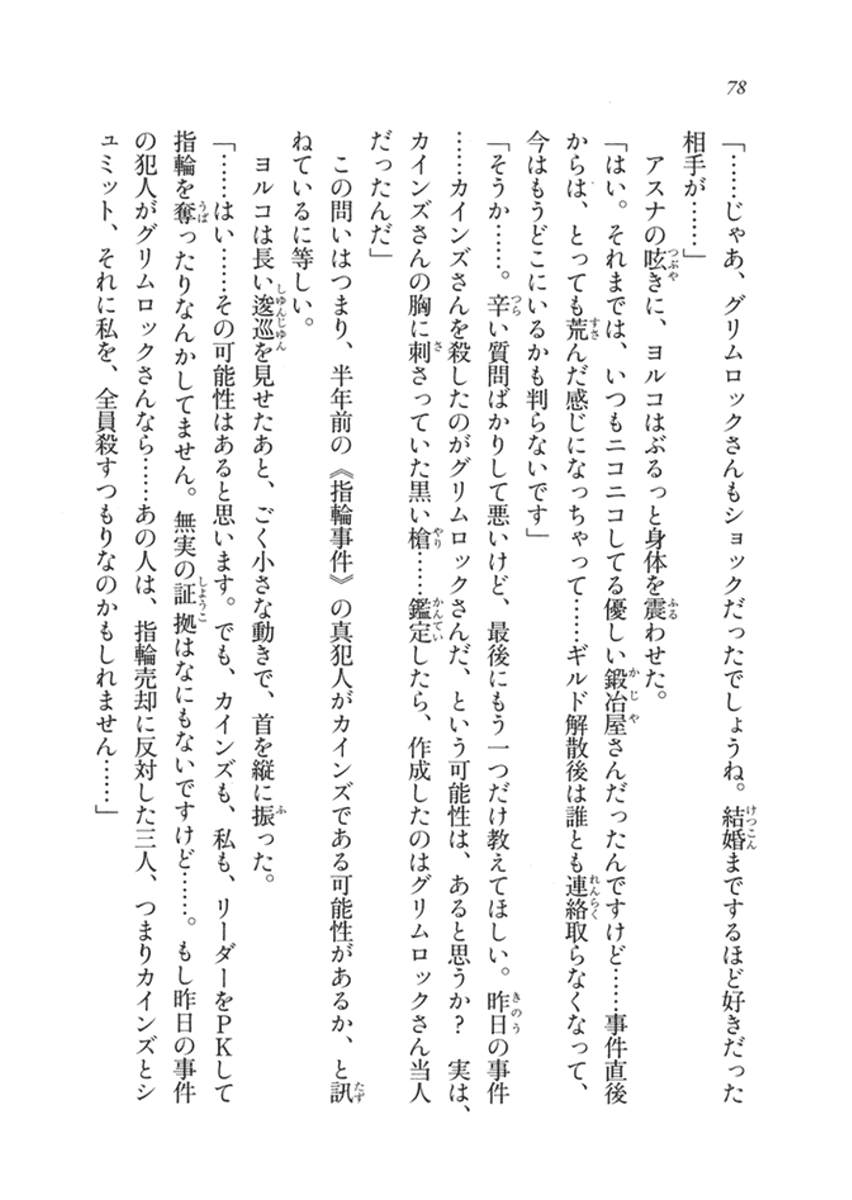 78
「……じゃあ、グリムロックさんもショックだったでしょうね。結婚までするほど好きだった
相手が……」
アスナの呟きに、ヨルコはぶるっと身体を震わせた。
「はい。それまでは、いつもニコニコしてる優しい鍛冶屋さんだったんですけど……事件直後
からは、とっても荒んだ感じになっちゃって……ギルド解散後は誰とも連絡取らなくなって、
今はもうどこにいるかも判らないです」
「そうか……。辛い質問ばかりして悪いけど、最後にもう一つだけ教えてほしい。昨日の事件
……カインズさんを殺したのがグリムロックさんだ、という可能性は、あると思うか？　実は、
カインズさんの胸に刺さっていた黒い槍……鑑定したら、作成したのはグリムロックさん当人
だったんだ」
この問いはつまり、半年前の《指輪事件》の真犯人がカインズである可能性があるか、と訊
ねているに等しい。
ヨルコは長い逡巡を見せたあと、ごく小さな動きで、首を縦に振った。
「……はい……その可能性はあると思います。でも、カインズも、私も、リーダーをＰＫして
指輪を奪ったりなんかしてません。無実の証拠はなにもないですけど……。もし昨日の事件
の犯人がグリムロックさんなら……あの人は、指輪売却に反対した三人、つまりカインズとシ
ュミット、それに私を、全員殺すつもりなのかもしれません……」